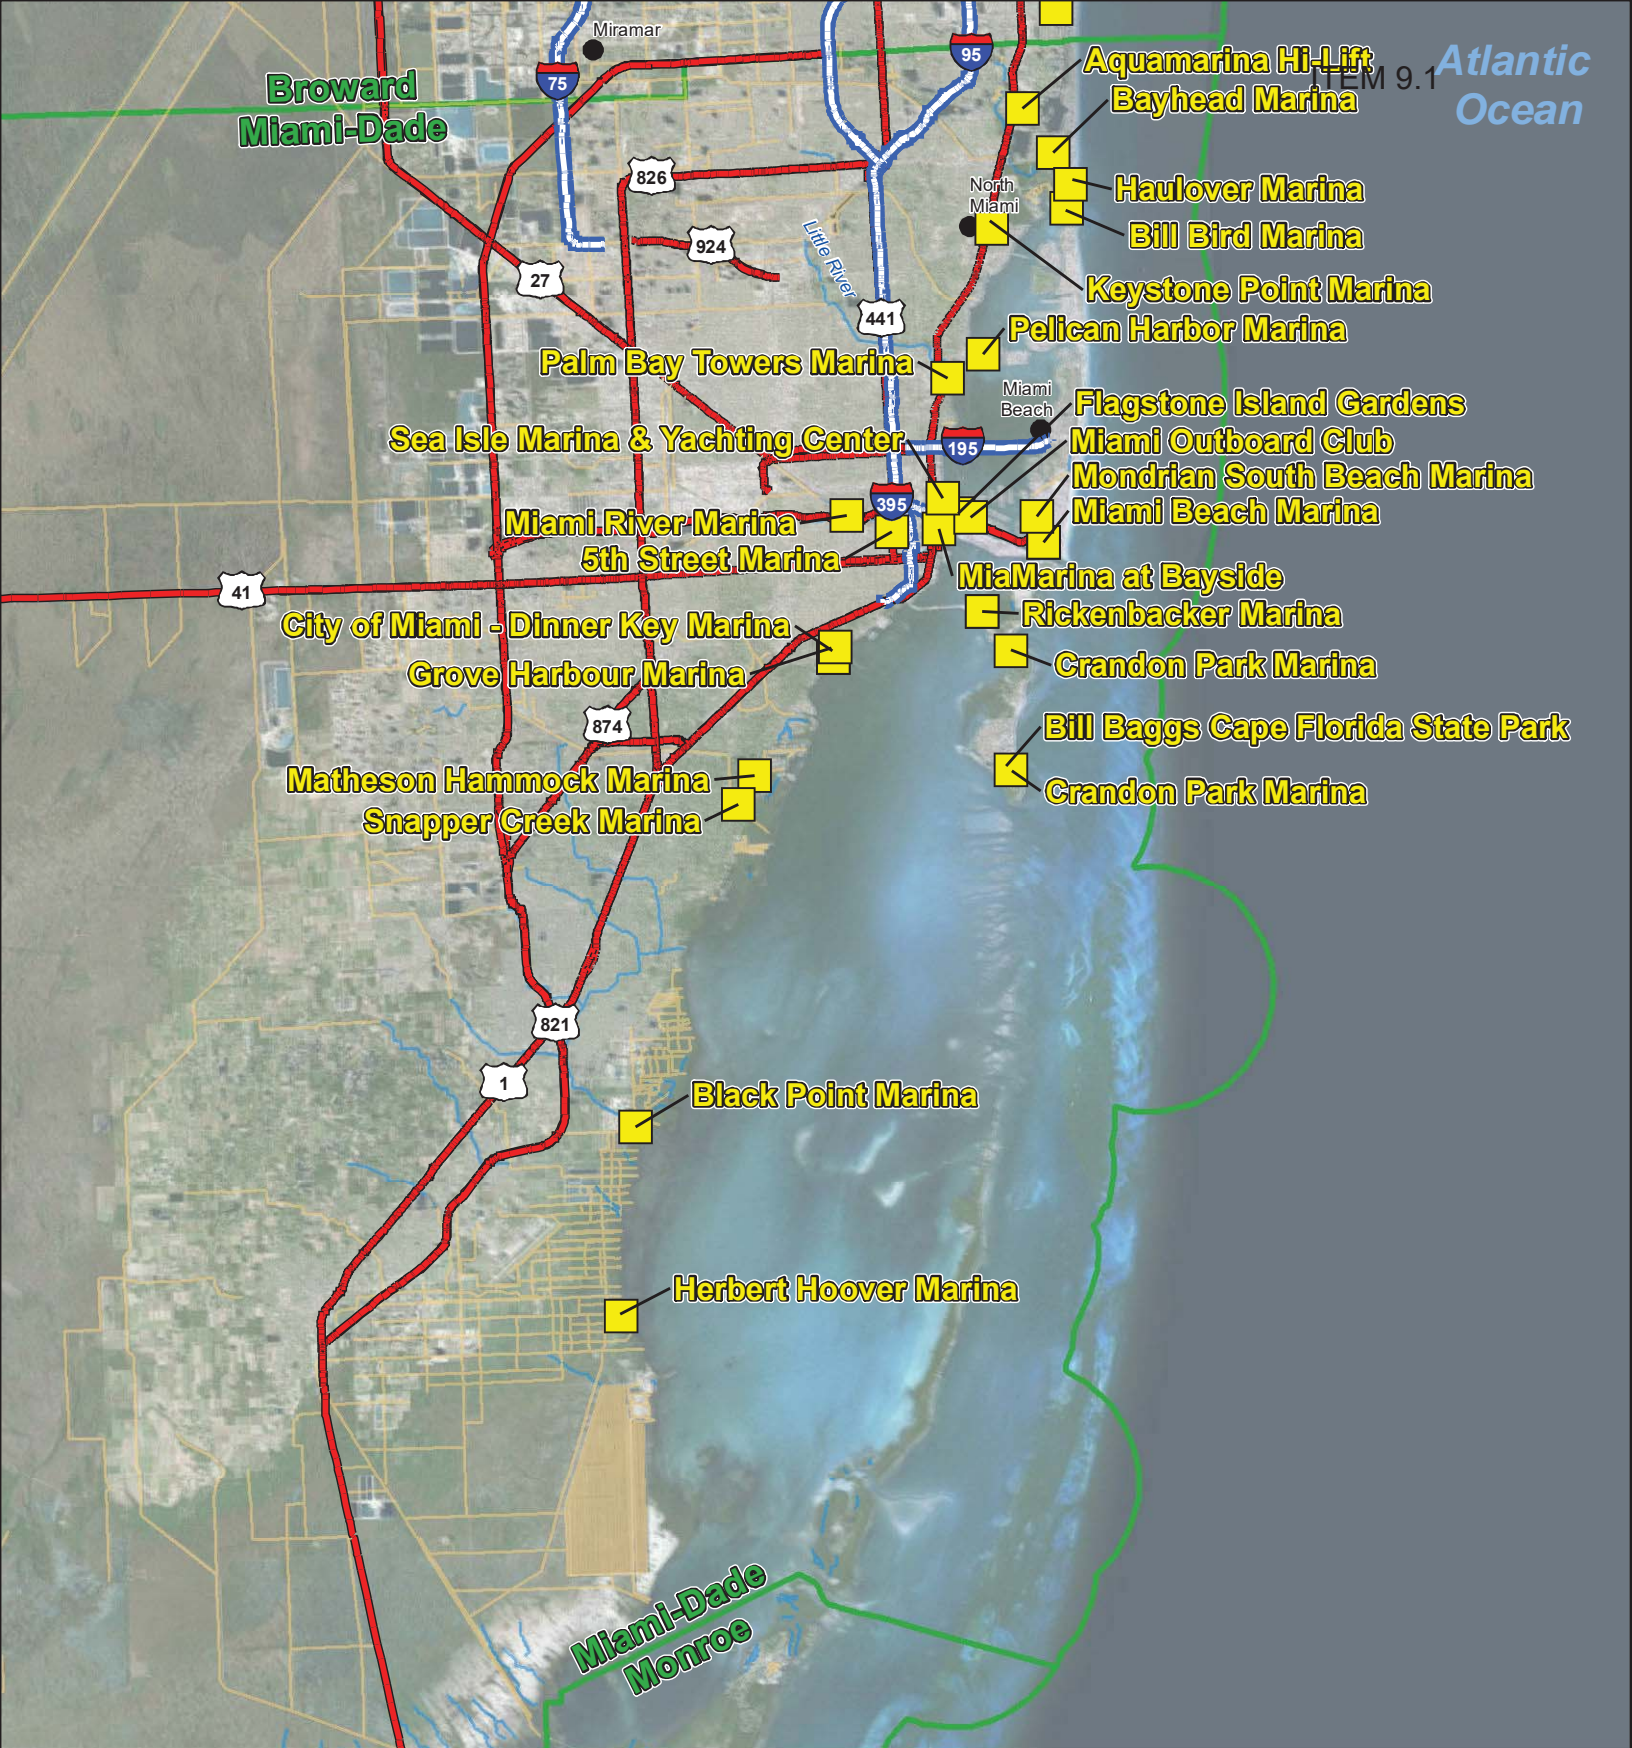 Miramar
95
75
Aquamarina Hi-Lift
ITEM 9.1
Atlantic
Ocean
Broward
Miami-Dade
Bayhead Marina
826
North
Miami
Haulover Marina
924
Little River
Bill Bird Marina
27
Keystone Point Marina
441
Pelican Harbor Marina
Palm Bay Towers Marina
Miami
Beach
Flagstone Island Gardens
Sea Isle Marina & Yachting Center
195
Miami Outboard Club
Mondrian South Beach Marina
395
Miami River Marina
Miami Beach Marina
5th Street Marina
MiaMarina at Bayside
41
Rickenbacker Marina
City of Miami - Dinner Key Marina
Grove Harbour Marina
Crandon Park Marina
874
Bill Baggs Cape Florida State Park
Matheson Hammock Marina
Crandon Park Marina
Snapper Creek Marina
821
1
Black Point Marina
Herbert Hoover Marina
Miami-Dade
Monroe